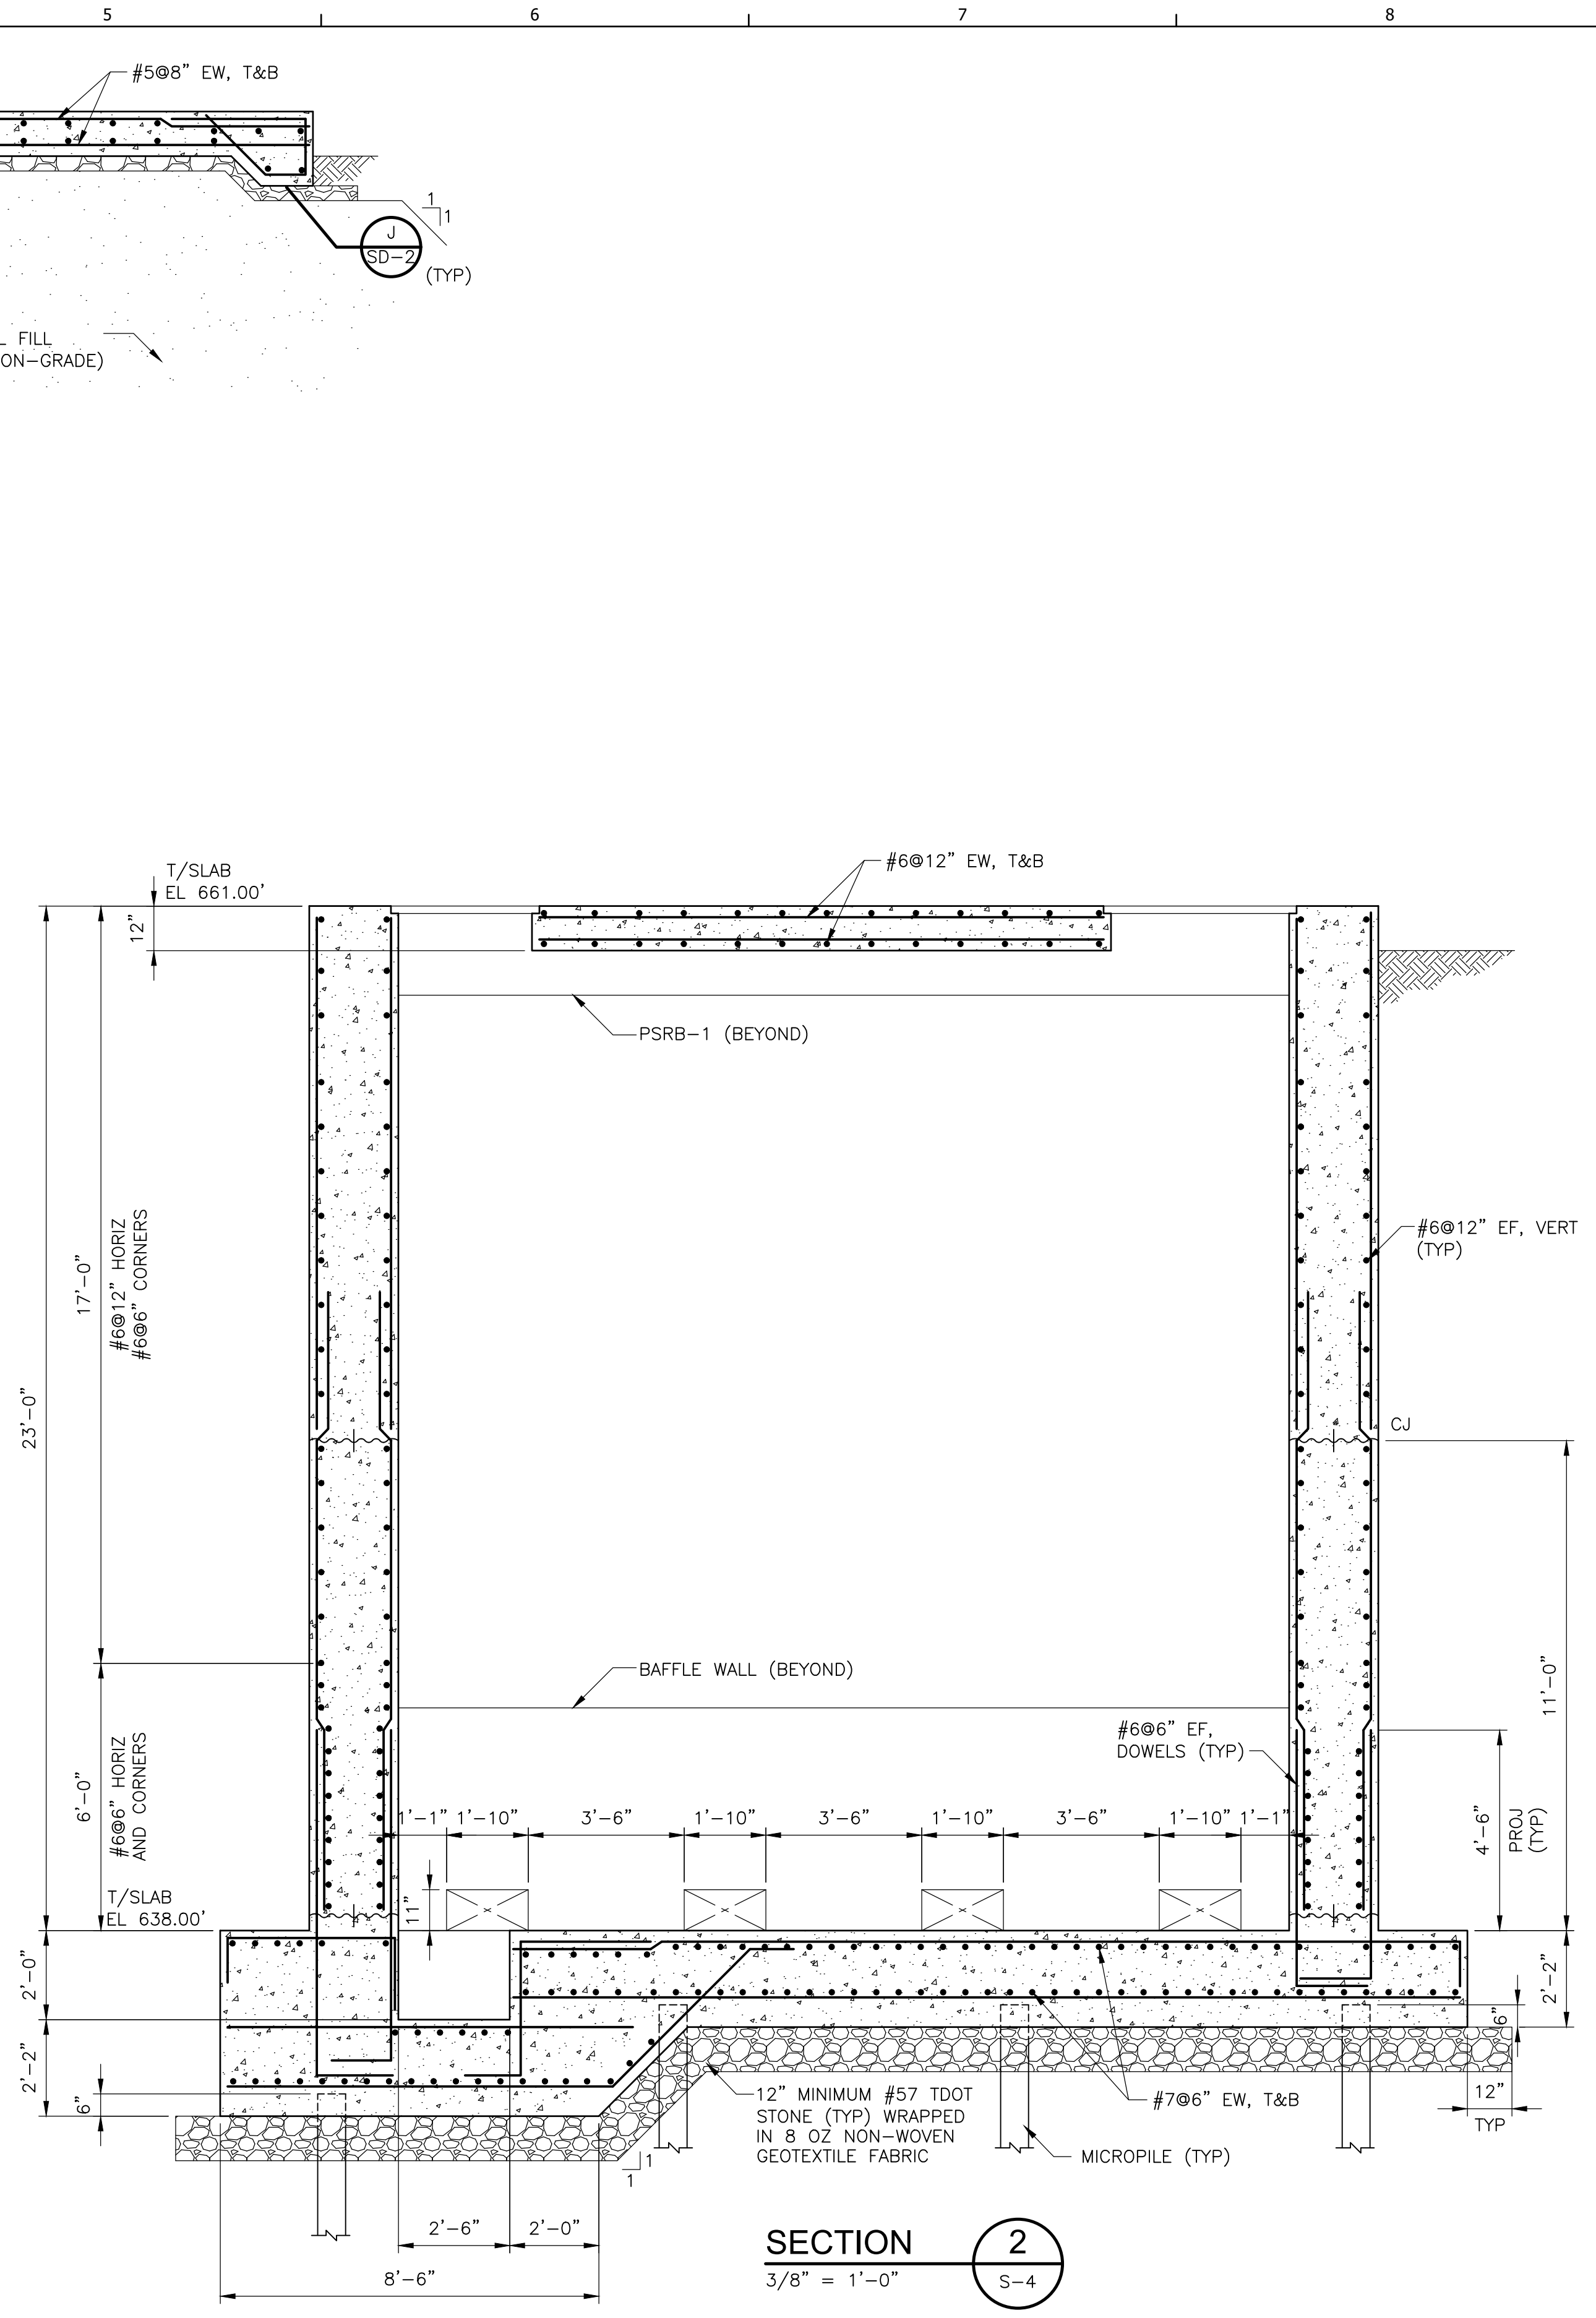 5
6
7
8
#5@8" EW, T&B
1
1
J
SD-2
(TYP)
L FILL
ON-GRADE)
T/SLAB
EL 661.00'
12"
#6@12" EW, T&B
PSRB-1 (BEYOND)
#6@12" EF, VERT
(TYP)
17'-0"
#6@12" HORIZ
#6@6" CORNERS
23'-0"
CJ
BAFFLE WALL (BEYOND)
#6@6" EF,
DOWELS (TYP)
11'-0"
6'-0"
#6@6" HORIZ
AND CORNERS
1'-1" 1'-10" 3'-6" 1'-10" 3'-6" 1'-10" 3'-6" 1'-10" 1'-1"
4'-6"
PROJ
(TYP)
T/SLAB
EL 638.00'
11"
2'-0"
2'-2"
6"
2'-2"
6"
12" MINIMUM #57 TDOT
STONE (TYP) WRAPPED
IN 8 OZ NON-WOVEN
GEOTEXTILE FABRIC
#7@6" EW, T&B
12"
TYP
MICROPILE (TYP)
1
1
2'-6"
2'-0"
8'-6"
SECTION
2
3/8" = 1'-0"
S-4